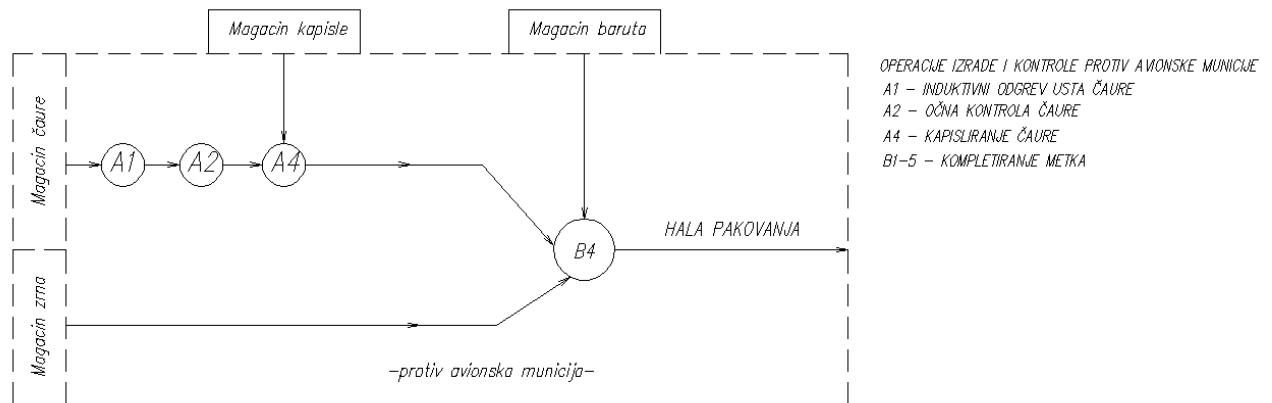 Magacin kapisle
Magacin baruta
Magacin čaure
A1
A2
A4
B4
HALA PAKOVANJA
Magacin zrna
-protiv avionska municija-
OPERACIJE IZRADE I KONTROLE PROTIV AVIONSKE MUNICIJE
A1 - INDUKTIVNI ODGREV USTA ČAURE
A2 - OČNA KONTROLA ČAURE
A4 - KAPISLIRANJE ČAURE
B1-5 - KOMPLETIRANJE METKA